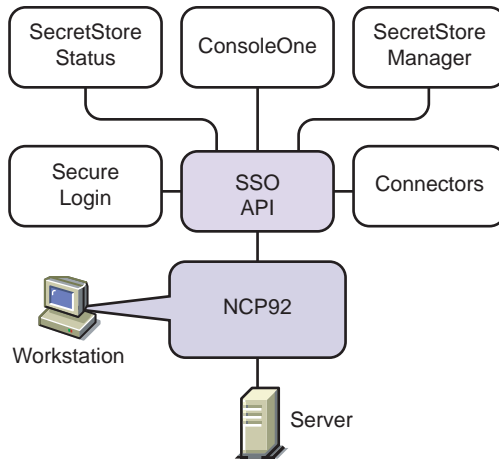 SecretStore
Status
ConsoleOne
SecretStore
Manager
Secure
Login
SSO
API
Connectors
NCP92
Workstation
Server